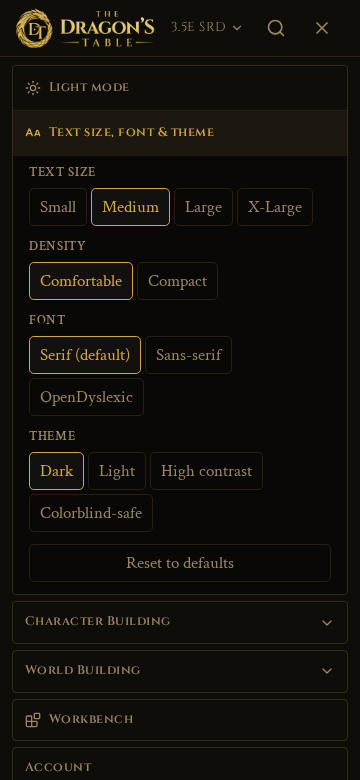 THE
DRAGON'S
TABLE
DT
3.5E SRD
LIGHT MODE
AA TEXT SIZE, FONT & THEME
TEXT SIZE
Small Medium Large X-Large
DENSITY
Comfortable Compact
FONT
Serif (default) Sans-serif
OpenDyslexic
THEME
Dark Light High contrast
Colorblind-safe
Reset to defaults
CHARACTER BUILDING
WORLD BUILDING
WORKBENCH
ACCOUNT